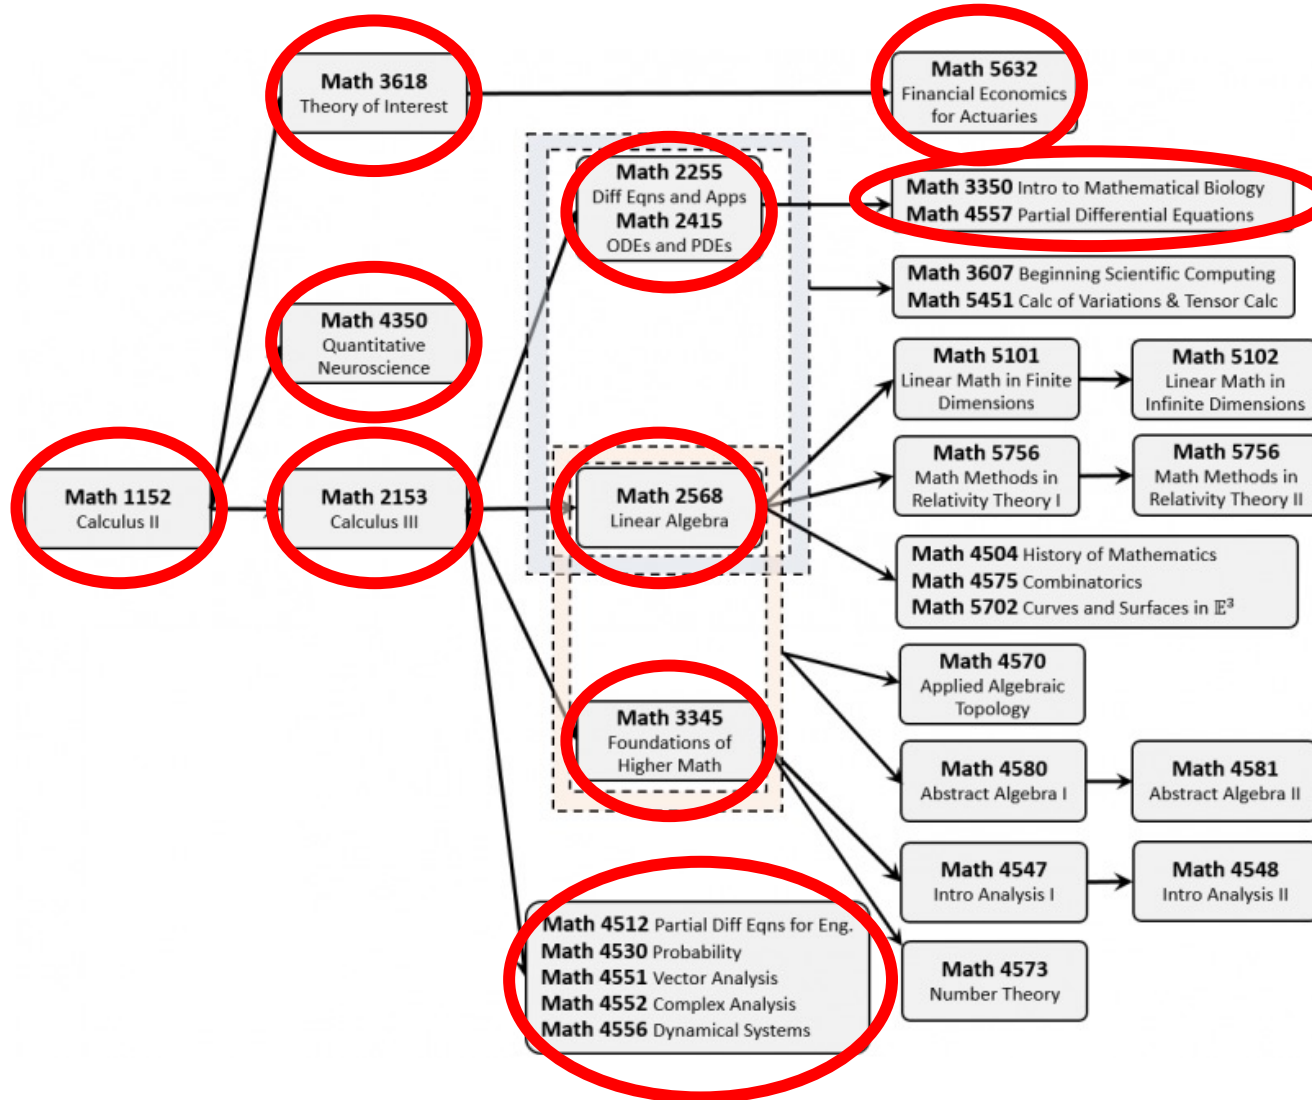 Math 3618
Theory of Interest
Math 5632
Financial Economics
for Actuaries
Math 2255
Diff Eqns and Apps
Math 2415
ODEs and PDEs
Math 3350 Intro to Mathematical Biology
Math 4557 Partial Differential Equations
Math 3607 Beginning Scientific Computing
Math 5451 Calc of Variations & Tensor Calc
Math 4350
Quantitative
Neuroscience
Math 5101
Linear Math in Finite
Dimensions
Math 5102
Linear Math in
Infinite Dimensions
Math 1152
Calculus II
Math 2153
Calculus III
Math 2568
Linear Algebra
Math 5756
Math Methods in
Relativity Theory I
Math 5756
Math Methods in
Relativity Theory II
Math 4504 History of Mathematics
Math 4575 Combinatorics
Math 5702 Curves and Surfaces in 𝔼³
Math 4570
Applied Algebraic
Topology
Math 3345
Foundations of
Higher Math
Math 4580
Abstract Algebra I
Math 4581
Abstract Algebra II
Math 4547
Intro Analysis I
Math 4548
Intro Analysis II
Math 4512 Partial Diff Eqns for Eng.
Math 4530 Probability
Math 4551 Vector Analysis
Math 4552 Complex Analysis
Math 4556 Dynamical Systems
Math 4573
Number Theory